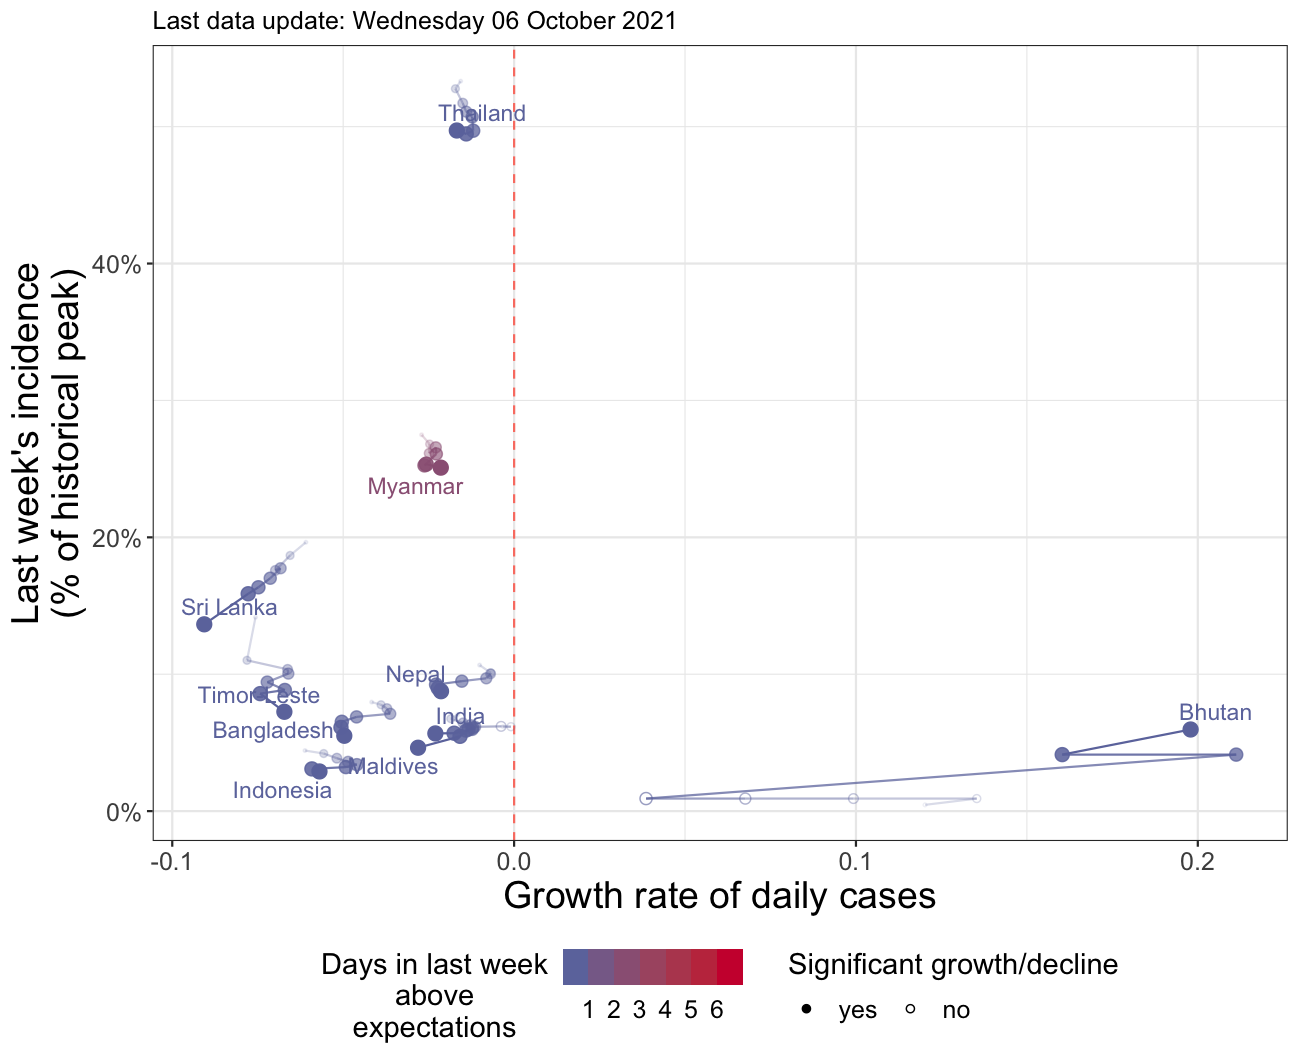 Last data update: Wednesday 06 October 2021
Last week's incidence
(% of historical peak)
40%
20%
0%
Thailand
Myanmar
Sri Lanka
Nepal
Timor-Leste
India
Bhutan
Bangladesh
Maldives
Indonesia
-0.1 0.0 0.1 0.2
Growth rate of daily cases
Days in last week
above
expectations
1 2 3 4 5 6
Significant growth/decline
yes no